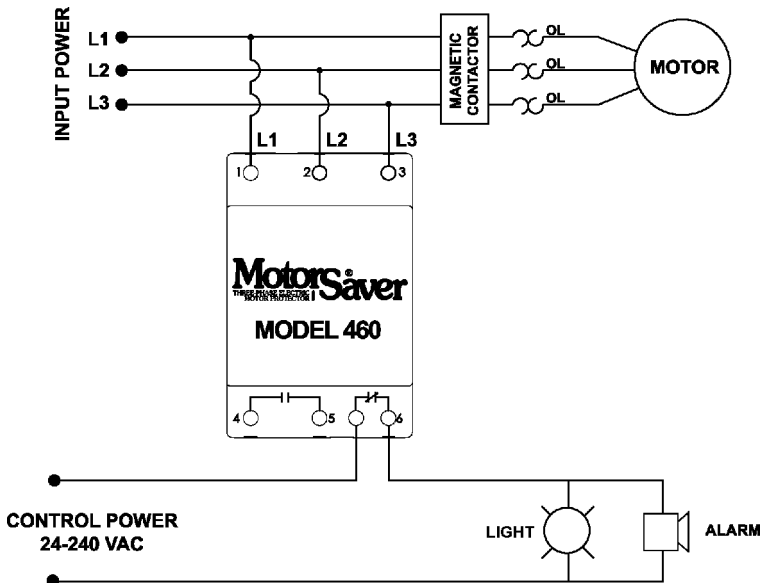 INPUT POWER
L1
L2
L3
MAGNETIC
CONTACTOR
OL
OL
OL
MOTOR
L1
L2
L3
1
2
3
MotorSaver®
THREE-PHASE ELECTRIC
MOTOR PROTECTOR
MODEL 460
4
5
6
CONTROL POWER
24-240 VAC
LIGHT
ALARM